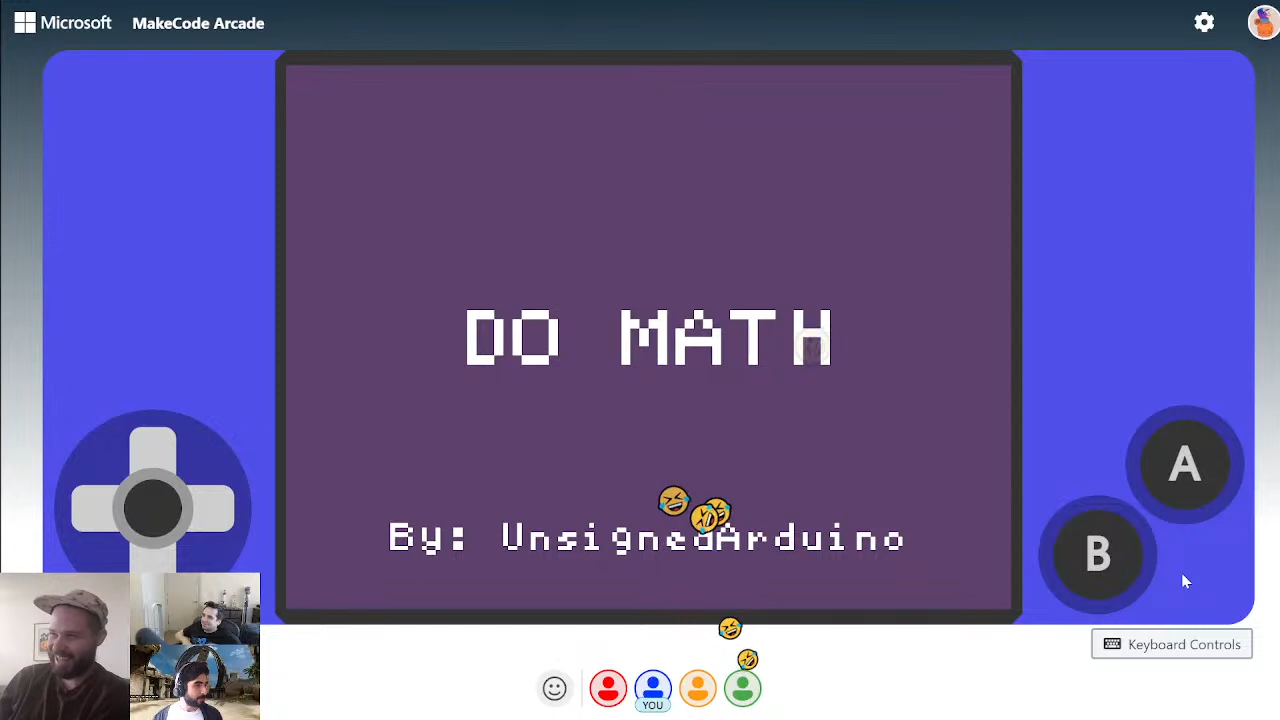 Microsoft MakeCode Arcade
DO MATH
By: UnsignedArduino
A
B
Keyboard Controls
YOU